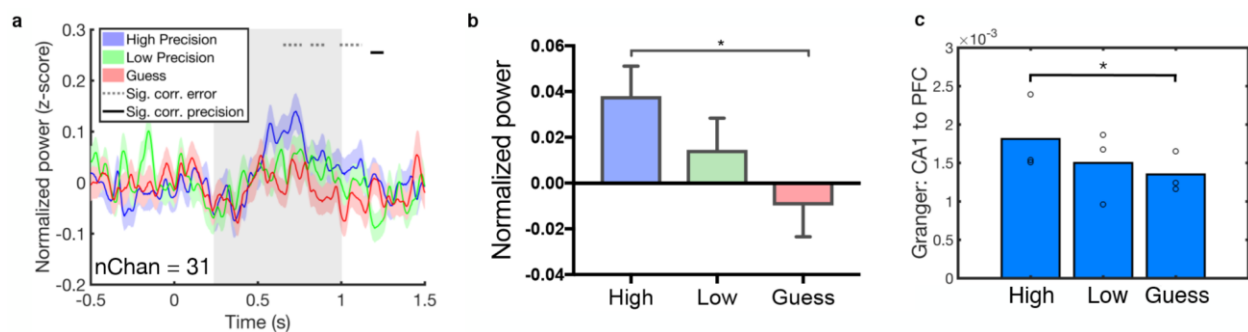 a
Normalized power (z-score)
0.3
0.2
0.1
0
-0.1
-0.2
High Precision
Low Precision
Guess
Sig. corr. error
Sig. corr. precision
nChan = 31
-0.5
0
0.5
1
1.5
Time (s)
b
Normalized power
0.06
0.04
0.02
0.00
-0.02
-0.04
*
High
Low
Guess
c
Granger: CA1 to PFC
×10⁻³
3
2.5
2
1.5
1
0.5
0
*
High
Low
Guess